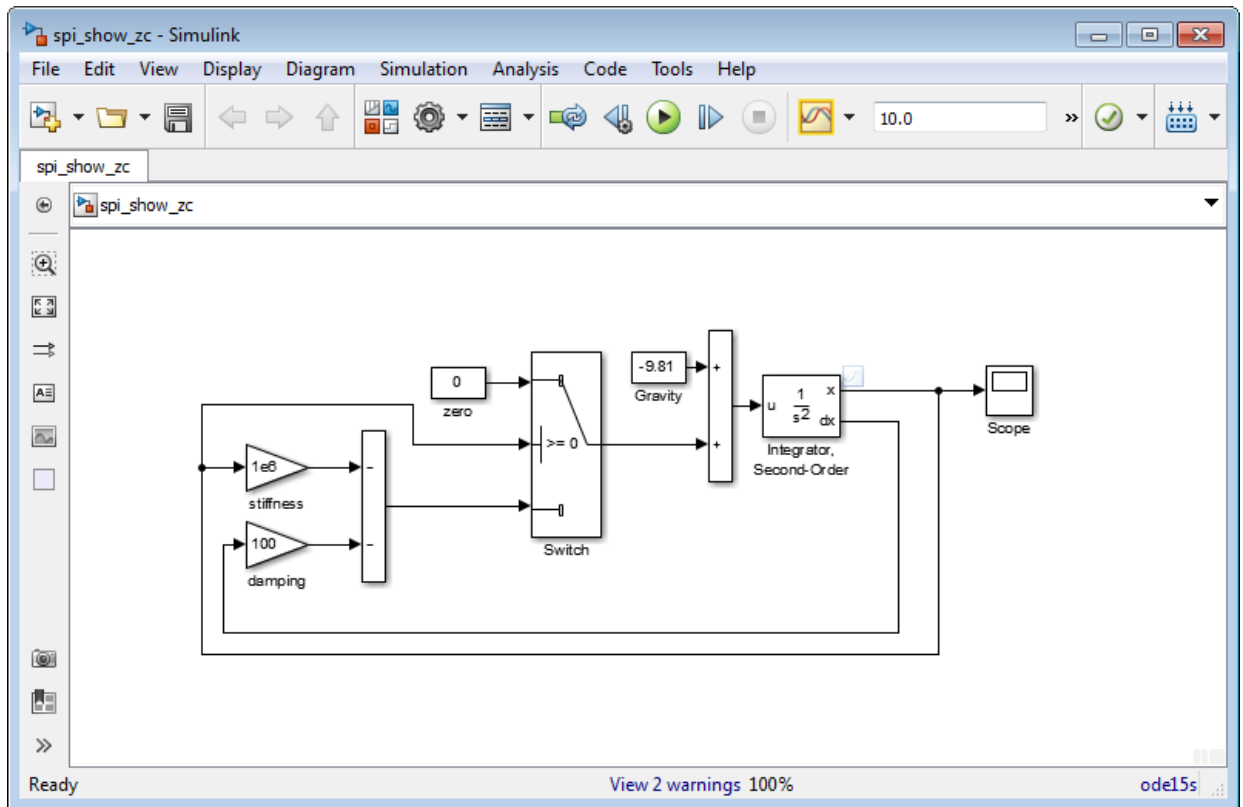 spi_show_zc - Simulink
File Edit View Display Diagram Simulation Analysis Code Tools Help
10.0
»
spi_show_zc
spi_show_zc
0
zero
-9.81
Gravity
+
+
u 1 s² x dx
Integrator,
Second-Order
Scope
>= 0
Switch
1e6
stiffness
-
-
100
damping
»
Ready View 2 warnings 100% ode15s